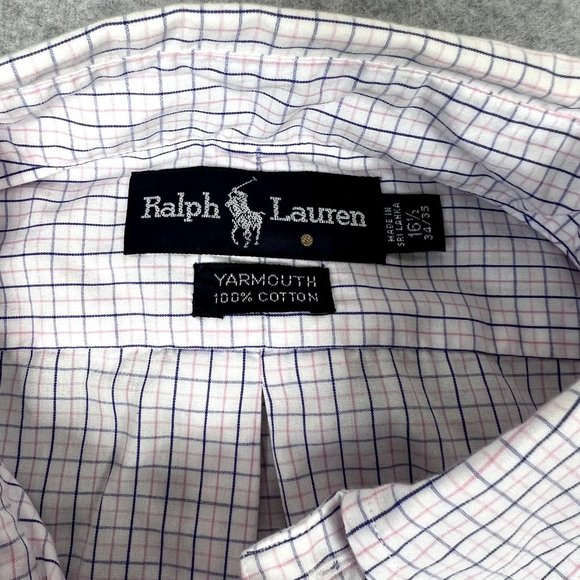 Ralph Lauren
MADE IN
SRI LANKA
16½
34/35
YARMOUTH
100% COTTON